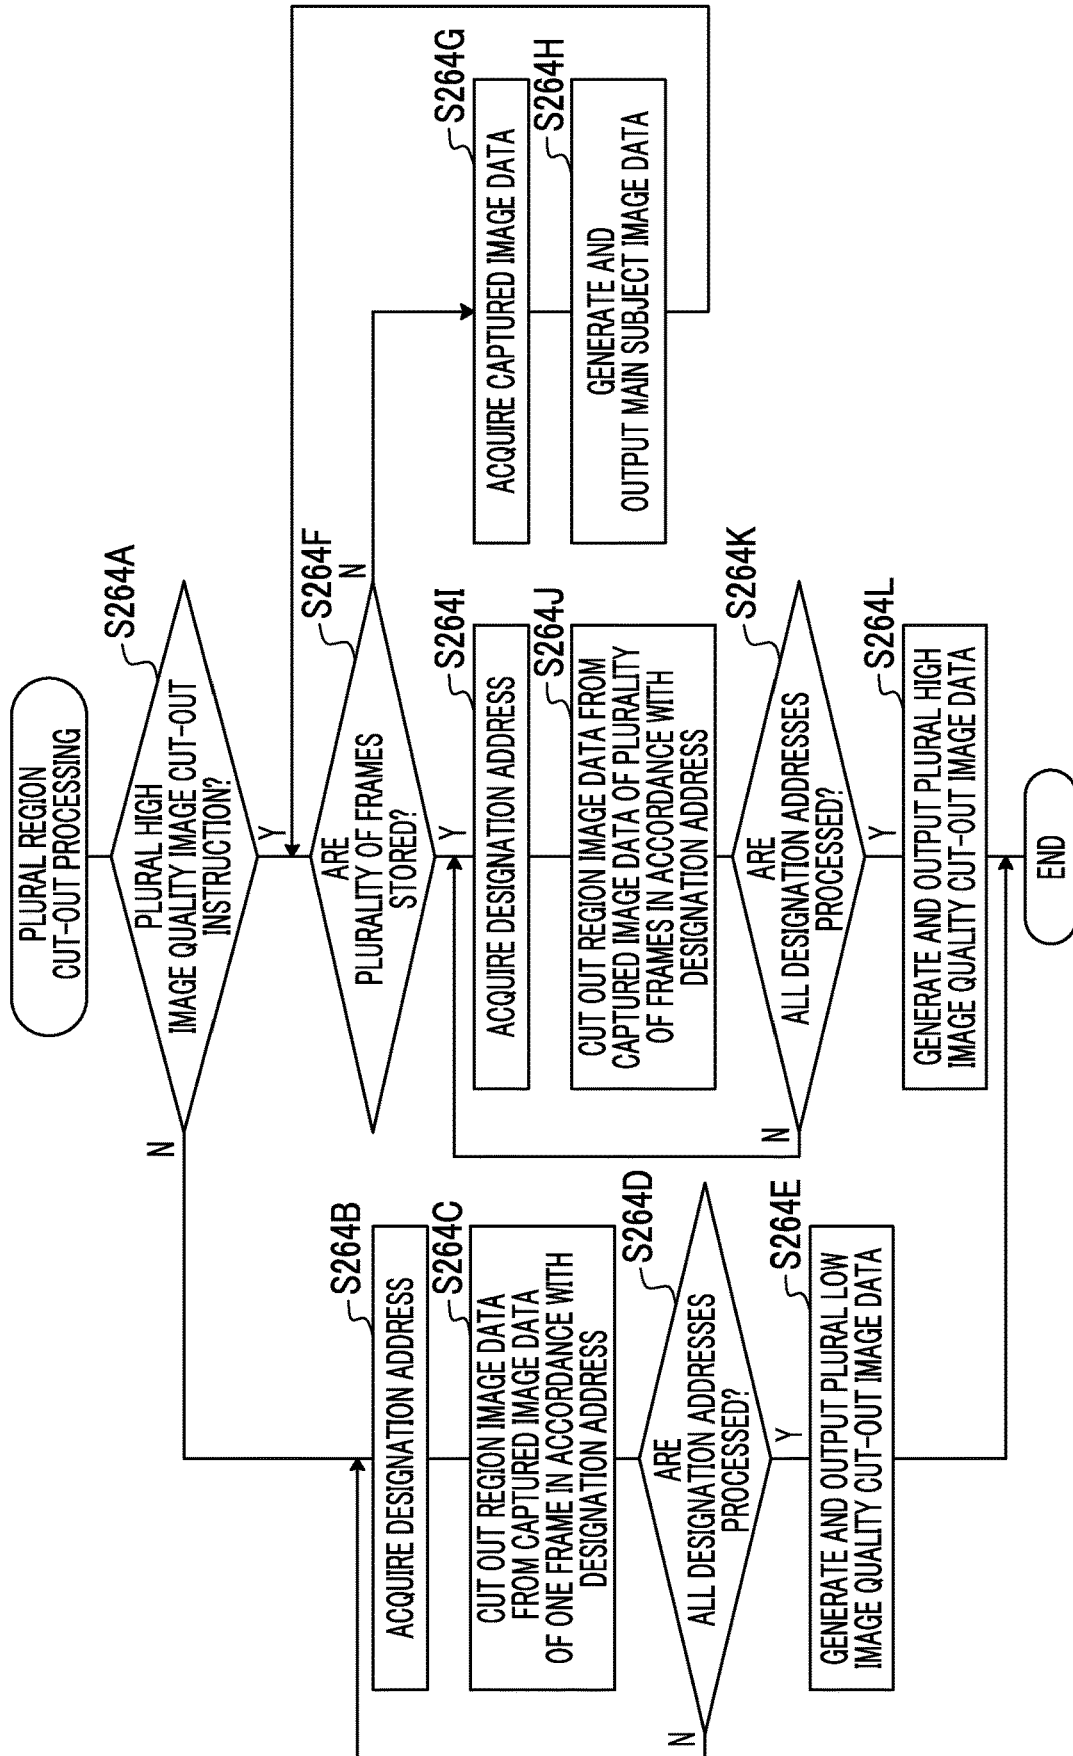 PLURAL REGION
CUT-OUT PROCESSING
S264A
PLURAL HIGH
IMAGE QUALITY IMAGE CUT-OUT
INSTRUCTION?
N
Y
S264B
ACQUIRE DESIGNATION ADDRESS
S264C
CUT OUT REGION IMAGE DATA
FROM CAPTURED IMAGE DATA
OF ONE FRAME IN ACCORDANCE WITH
DESIGNATION ADDRESS
S264D
ARE
ALL DESIGNATION ADDRESSES
PROCESSED?
N
Y
S264E
GENERATE AND OUTPUT PLURAL LOW
IMAGE QUALITY CUT-OUT IMAGE DATA
S264F
ARE
PLURALITY OF FRAMES
STORED?
N
Y
S264G
ACQUIRE CAPTURED IMAGE DATA
S264H
GENERATE AND
OUTPUT MAIN SUBJECT IMAGE DATA
S264I
ACQUIRE DESIGNATION ADDRESS
S264J
CUT OUT REGION IMAGE DATA FROM
CAPTURED IMAGE DATA OF PLURALITY
OF FRAMES IN ACCORDANCE WITH
DESIGNATION ADDRESS
S264K
ARE
ALL DESIGNATION ADDRESSES
PROCESSED?
N
Y
S264L
GENERATE AND OUTPUT PLURAL HIGH
IMAGE QUALITY CUT-OUT IMAGE DATA
END